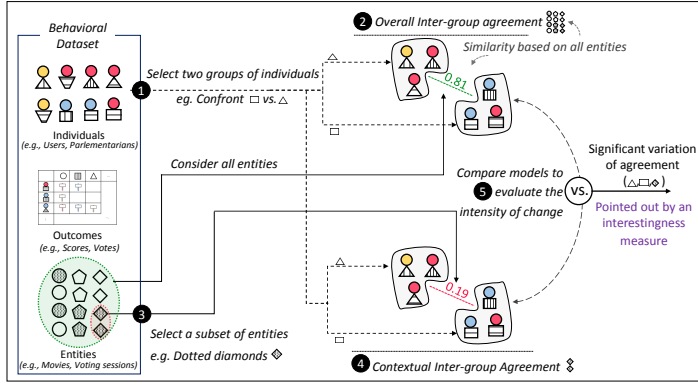 Behavioral
Dataset
Individuals
(e.g., Users, Parlementarians)
Outcomes
(e.g., Scores, Votes)
Entities
(e.g., Movies, Voting sessions)
1
Select two groups of individuals
eg. Confront □ vs. △
Consider all entities
3
Select a subset of entities
e.g. Dotted diamonds
2 Overall Inter-group agreement
Similarity based on all entities
0.81
5
Compare models to
evaluate the
intensity of change
vs.
Significant variation
of agreement
(△,□,◈)
Pointed out by an
interestingness
measure
0.19
4 Contextual Inter-group Agreement